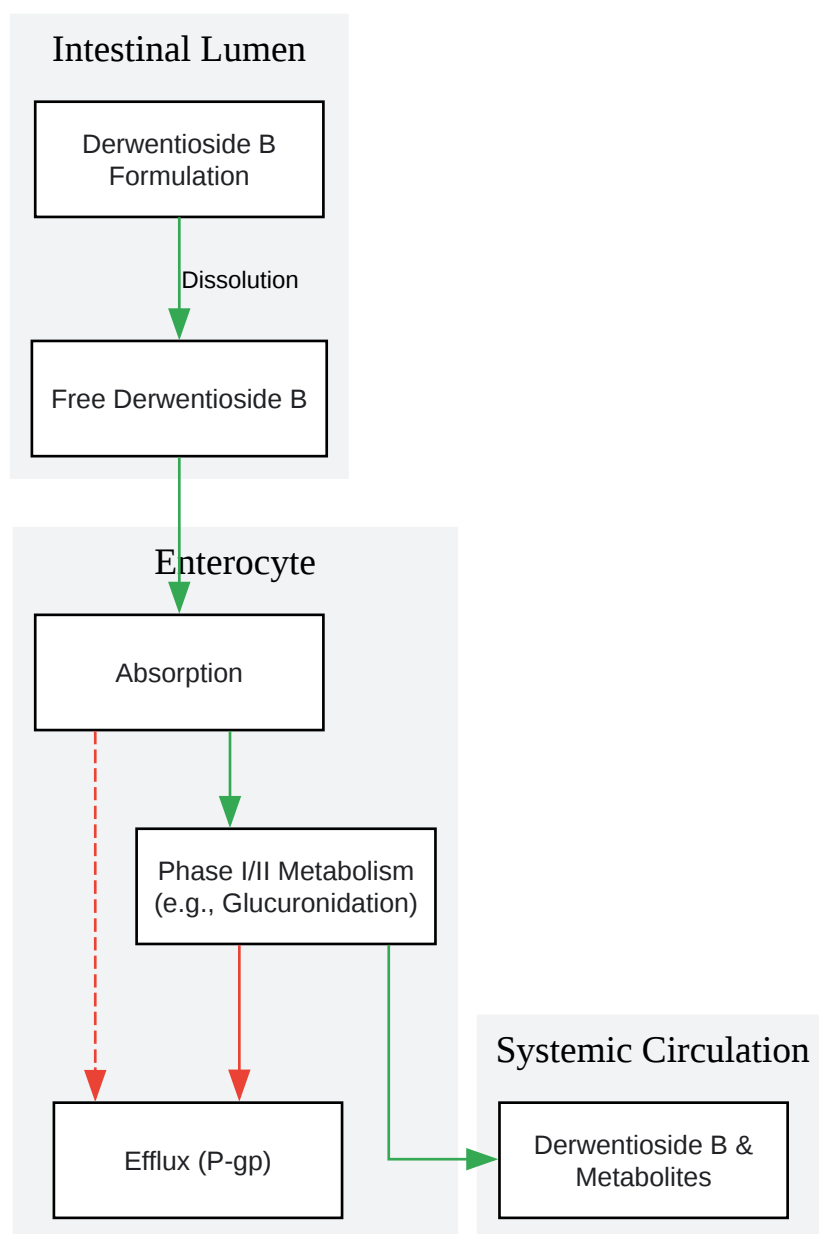 Intestinal Lumen
Derwentioside B
Formulation
Dissolution
Free Derwentioside B
Enterocyte
Absorption
Phase I/II Metabolism
(e.g., Glucuronidation)
Efflux (P-gp)
Systemic Circulation
Derwentioside B &
Metabolites